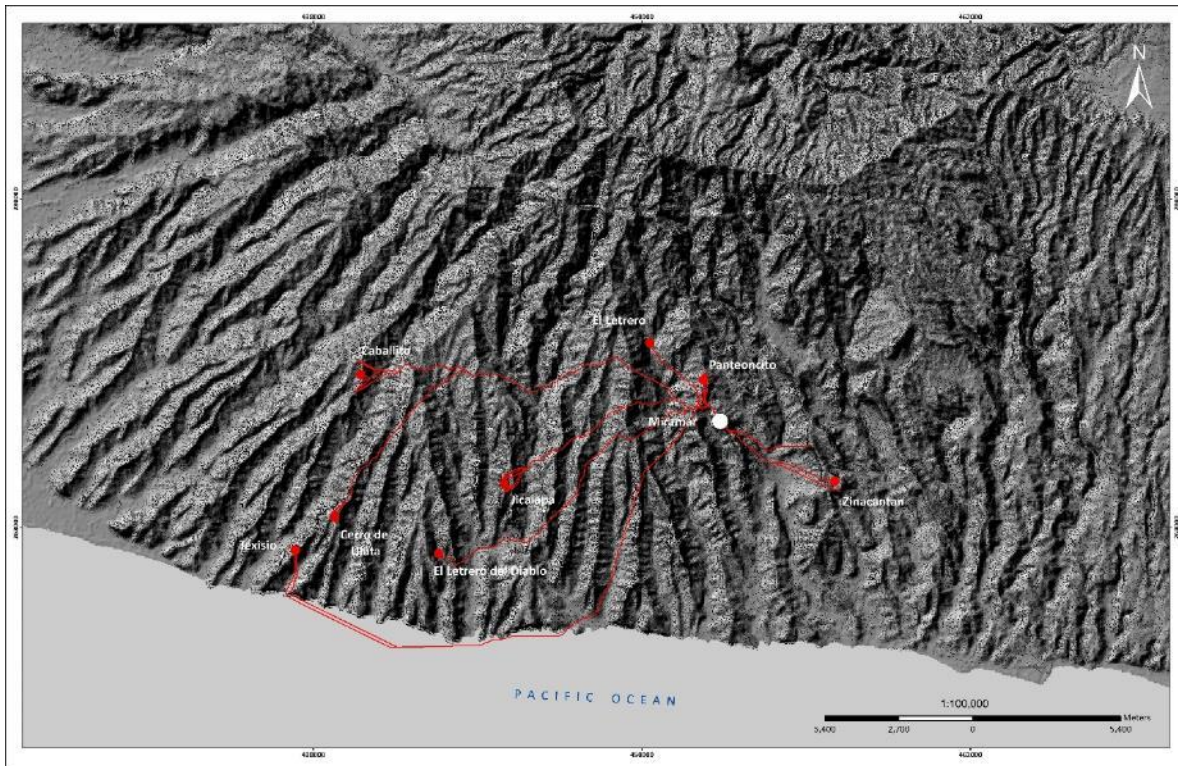 N
El Letrero
Caballito
Panteoncito
Miramar
Jicalapa
Zinacantan
Cerro de
Texisio
El Letrero del Diablo
PACIFIC OCEAN
1:100,000
Meters
5,400
2,700
0
5,400